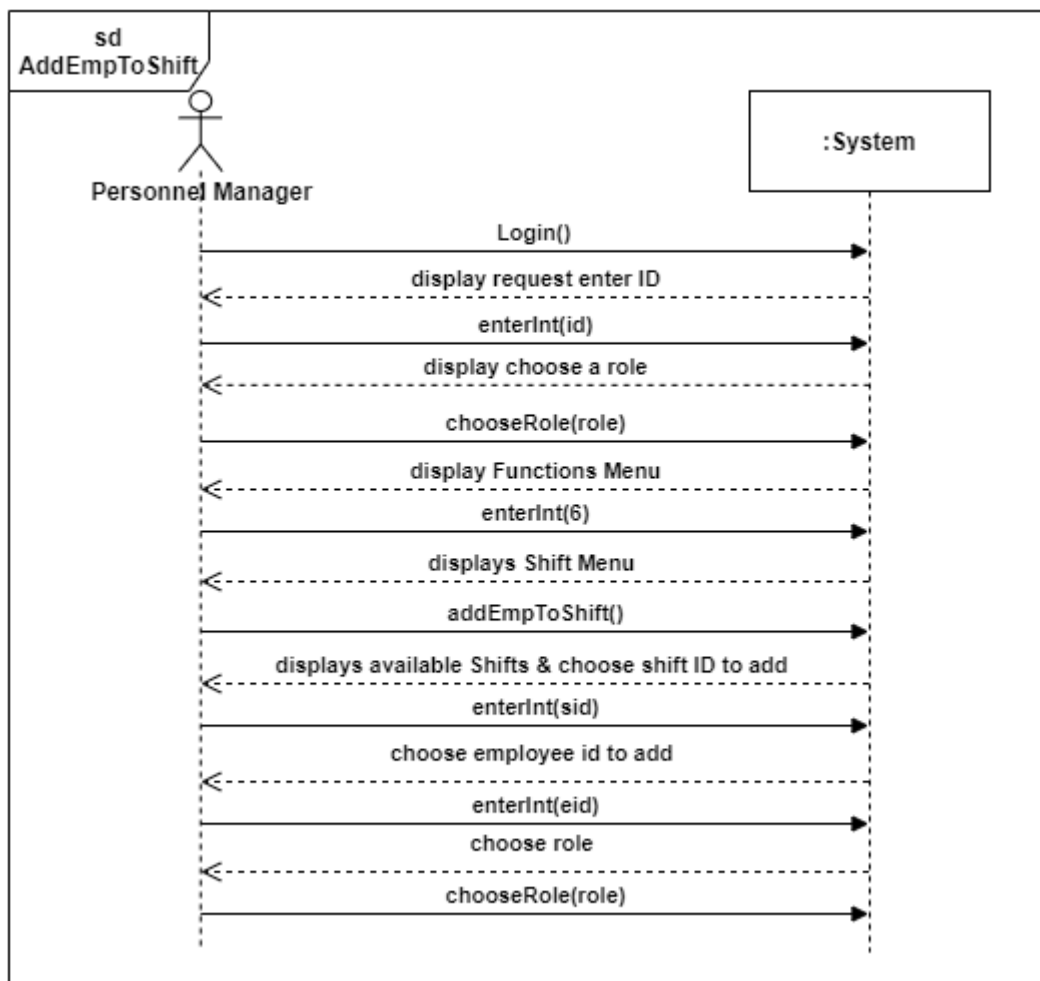 sd
AddEmpToShift
:System
Personnel Manager
Login()
display request enter ID
enterInt(id)
display choose a role
chooseRole(role)
display Functions Menu
enterInt(6)
displays Shift Menu
addEmpToShift()
displays available Shifts & choose shift ID to add
enterInt(sid)
choose employee id to add
enterInt(eid)
choose role
chooseRole(role)